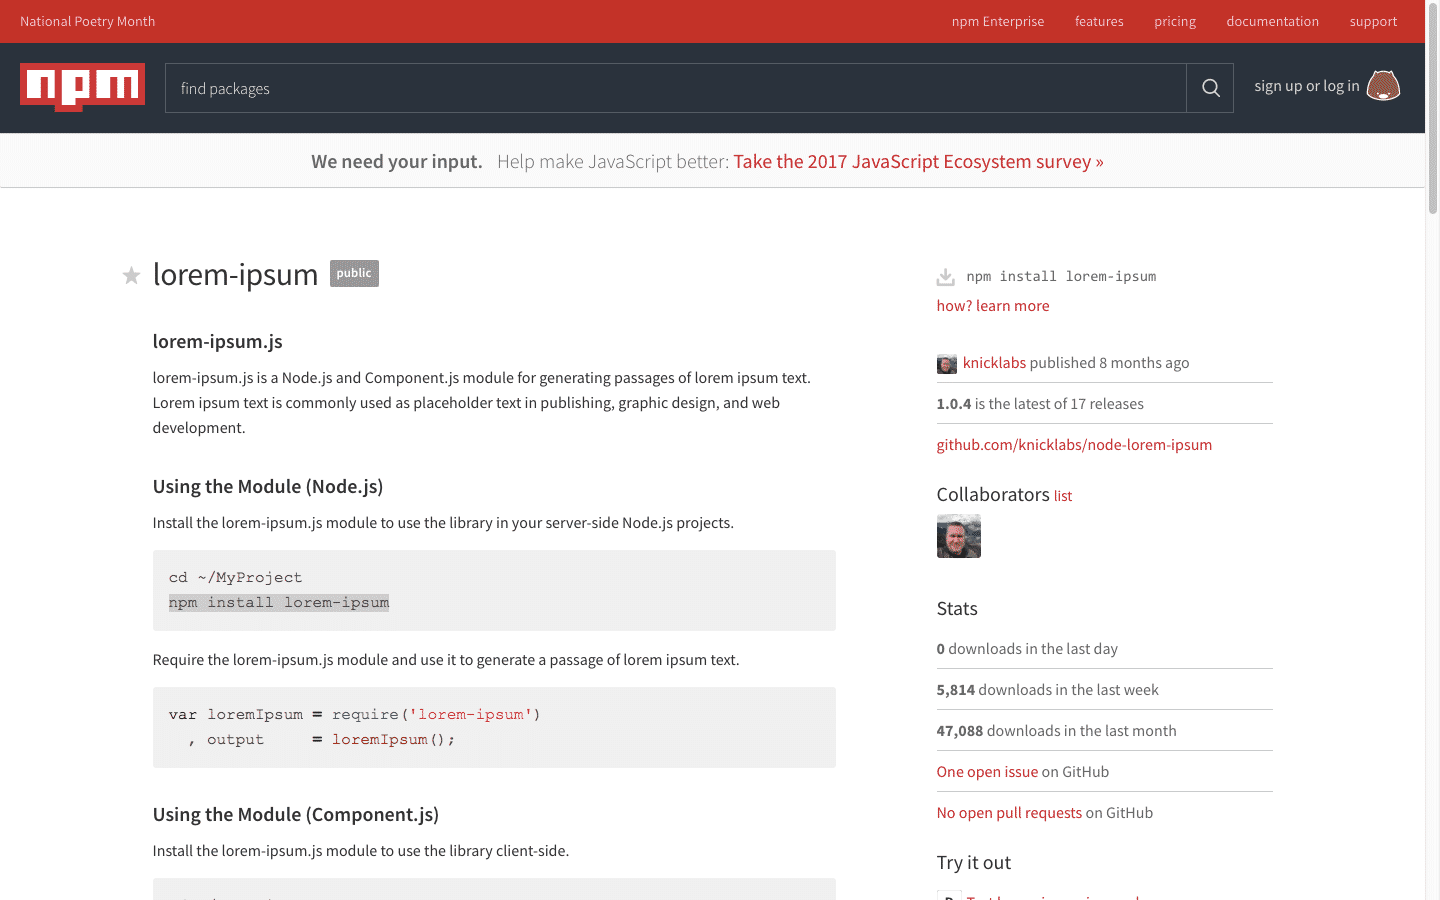 National Poetry Month
npm Enterprise features pricing documentation support
npm
find packages
sign up or log in
We need your input. Help make JavaScript better: Take the 2017 JavaScript Ecosystem survey »
lorem-ipsum public
lorem-ipsum.js
lorem-ipsum.js is a Node.js and Component.js module for generating passages of lorem ipsum text.
Lorem ipsum text is commonly used as placeholder text in publishing, graphic design, and web
development.
Using the Module (Node.js)
Install the lorem-ipsum.js module to use the library in your server-side Node.js projects.
cd ~/MyProject
npm install lorem-ipsum
Require the lorem-ipsum.js module and use it to generate a passage of lorem ipsum text.
var loremIpsum = require('lorem-ipsum')
  , output     = loremIpsum();
Using the Module (Component.js)
Install the lorem-ipsum.js module to use the library client-side.
npm install lorem-ipsum
how? learn more
knicklabs published 8 months ago
1.0.4 is the latest of 17 releases
github.com/knicklabs/node-lorem-ipsum
Collaborators list
Stats
0 downloads in the last day
5,814 downloads in the last week
47,088 downloads in the last month
One open issue on GitHub
No open pull requests on GitHub
Try it out